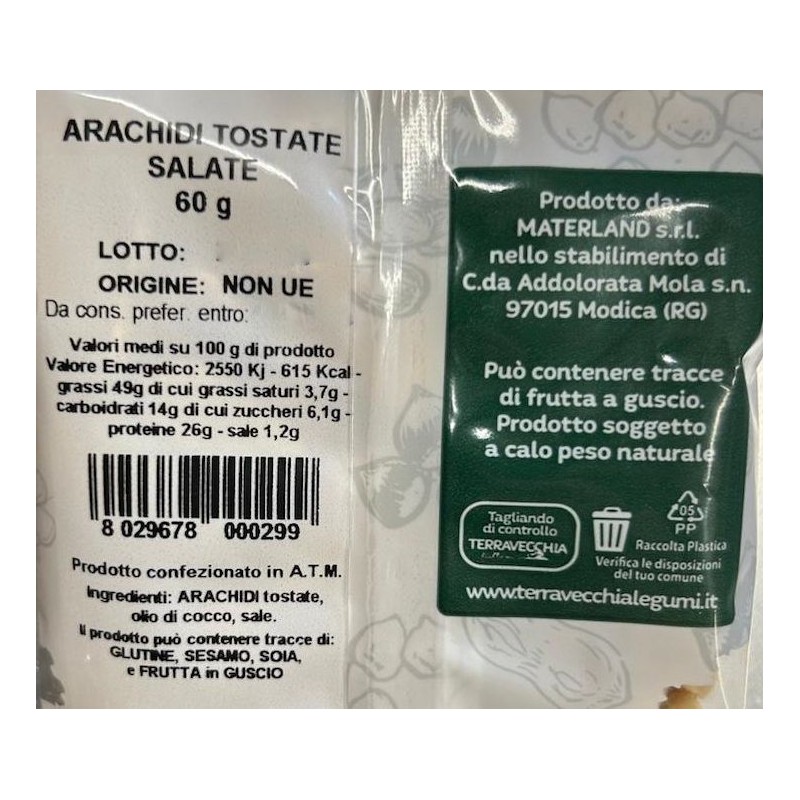 ARACHIDI TOSTATE
SALATE
60 g
LOTTO:
ORIGINE: NON UE
Da cons. prefer. entro:
Valori medi su 100 g di prodotto
Valore Energetico: 2550 Kj - 615 Kcal -
grassi 49g di cui grassi saturi 3,7g -
carboidrati 14g di cui zuccheri 6,1g -
proteine 26g - sale 1,2g
8 029678 000299
Prodotto confezionato in A.T.M.
Ingredienti: ARACHIDI tostate,
olio di cocco, sale.
Il prodotto può contenere tracce di:
GLUTINE, SESAMO, SOIA,
e FRUTTA in GUSCIO
Prodotto da:
MATERLAND s.r.l.
nello stabilimento di
C.da Addolorata Mola s.n.
97015 Modica (RG)
Può contenere tracce
di frutta a guscio.
Prodotto soggetto
a calo peso naturale
Tagliando
di controllo
TERRAVECCHIA
05
PP
Raccolta Plastica
Verifica le disposizioni
del tuo comune
www.terravecchialegumi.it